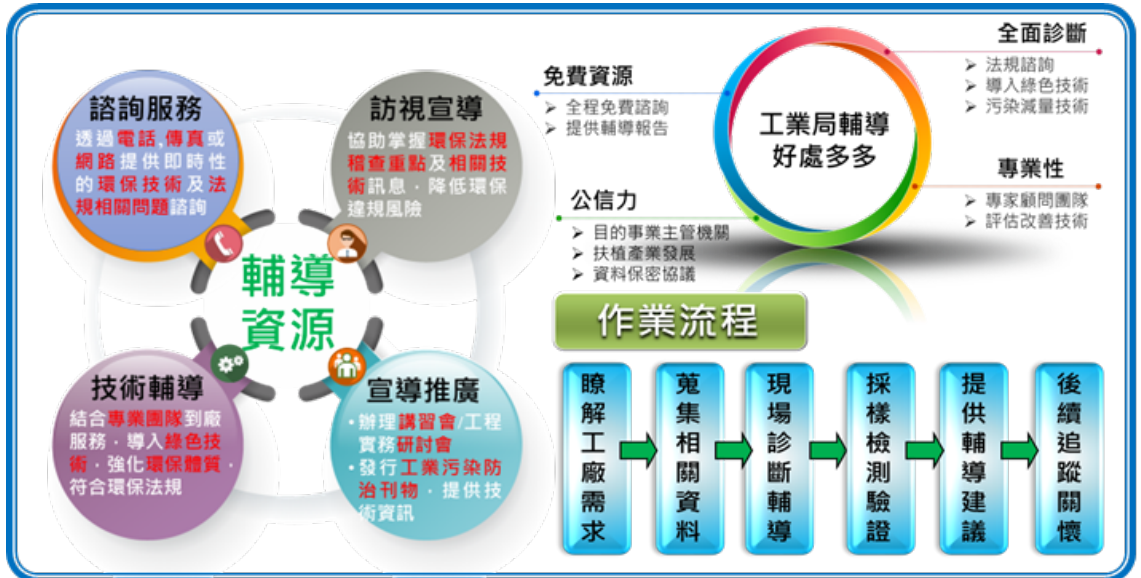 諮詢服務
透過電話,傳真或
網路提供即時性
的環保技術及法
規相關問題諮詢
訪視宣導
協助掌握環保法規
稽查重點及相關技
術訊息，降低環保
違規風險
輔導
資源
技術輔導
結合專業團隊到廠
服務，導入綠色技
術，強化環保體質，
符合環保法規
宣導推廣
•辦理講習會/工程
實務研討會
•發行工業污染防
治刊物，提供技
術資訊
免費資源
➢ 全程免費諮詢
➢ 提供輔導報告
公信力
➢ 目的事業主管機關
➢ 扶植產業發展
➢ 資料保密協議
工業局輔導
好處多多
全面診斷
➢ 法規諮詢
➢ 導入綠色技術
➢ 污染減量技術
專業性
➢ 專家顧問團隊
➢ 評估改善技術
作業流程
瞭解工廠需求
蒐集相關資料
現場診斷輔導
採樣檢測驗證
提供輔導建議
後續追蹤關懷